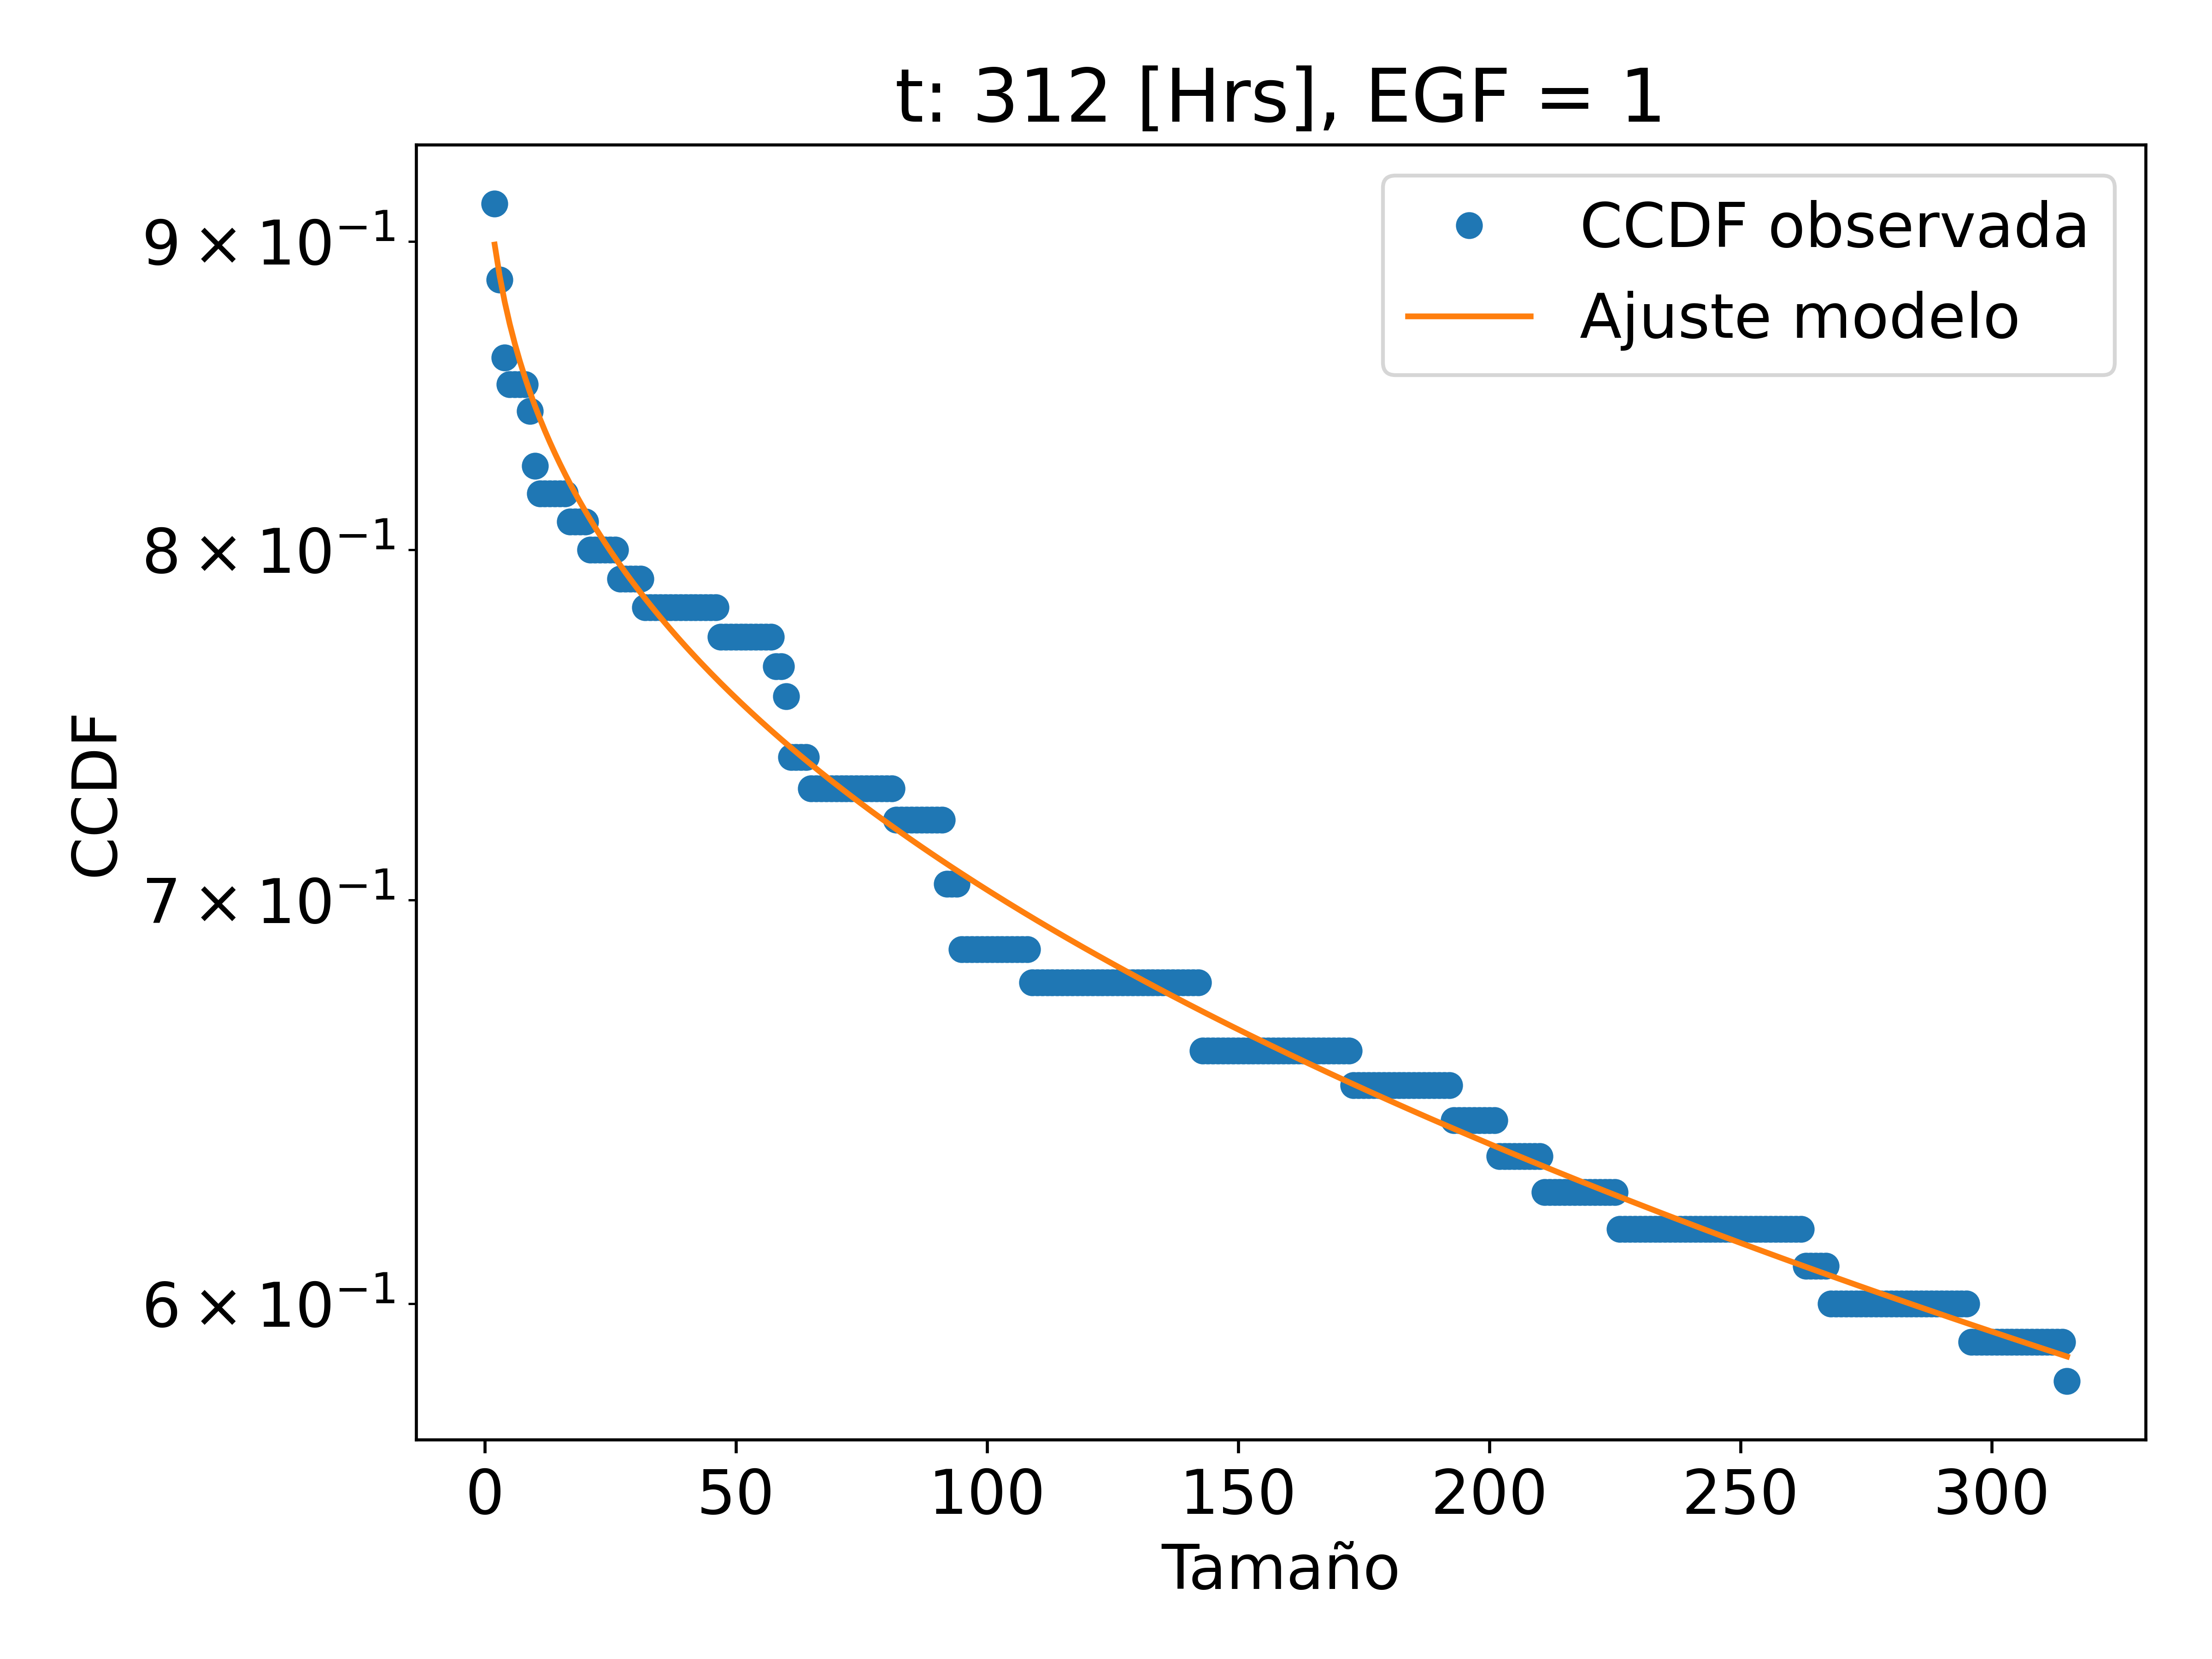 t: 312 [Hrs], EGF = 1
CCDF observada
Ajuste modelo
9 × 10⁻¹
8 × 10⁻¹
7 × 10⁻¹
6 × 10⁻¹
CCDF
0 50 100 150 200 250 300
Tamaño